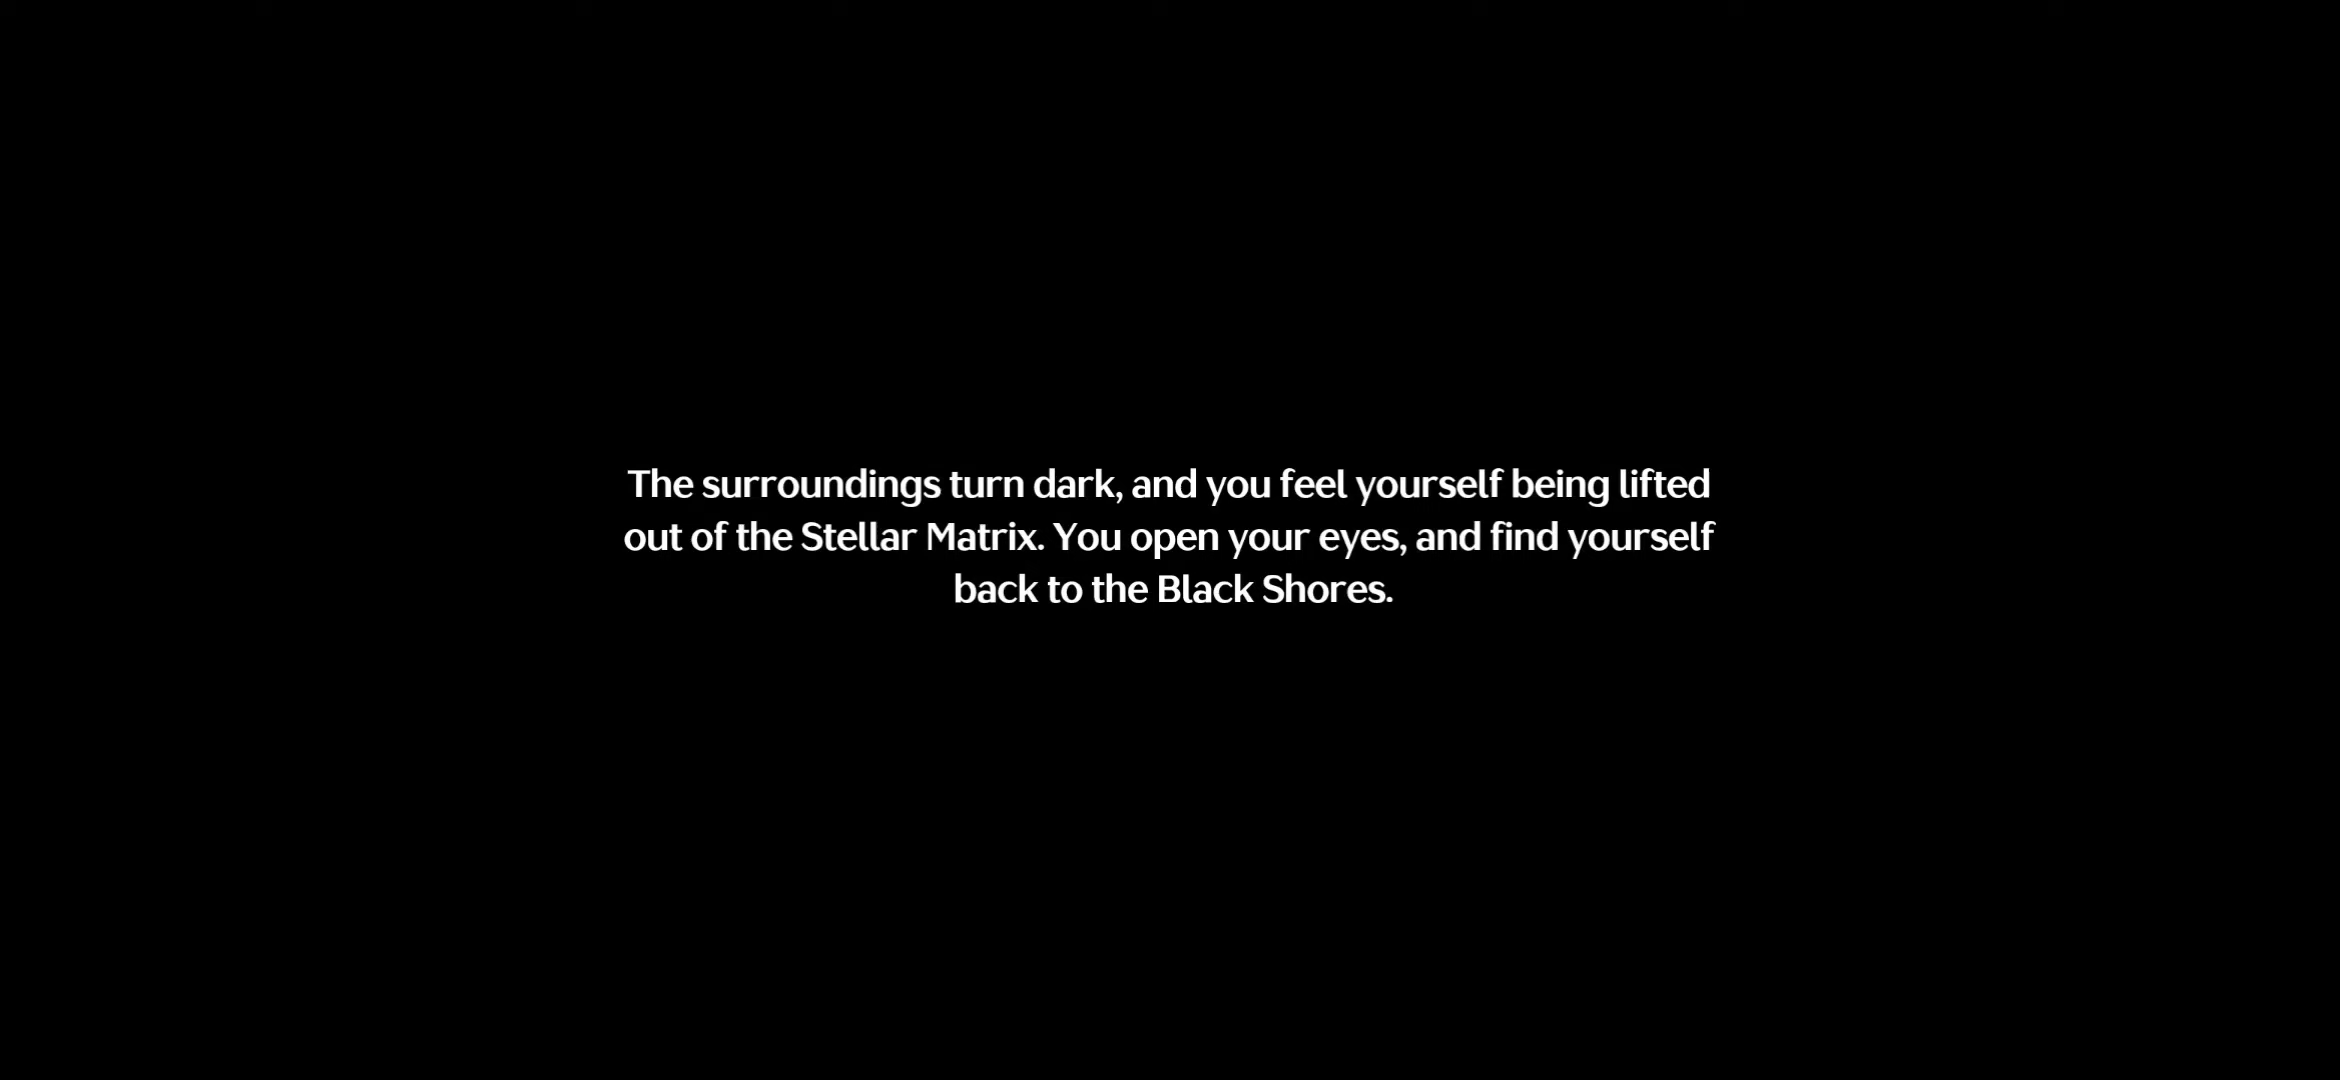 The surroundings turn dark, and you feel yourself being lifted
out of the Stellar Matrix. You open your eyes, and find yourself
back to the Black Shores.